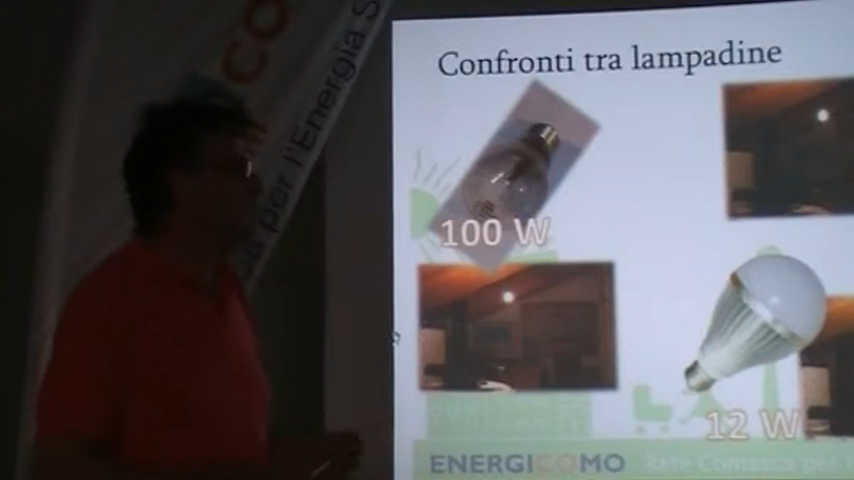 CO
per l'Energia S
Confronti tra lampadine
100 W
12 W
ENERGICOMO Rete Comasca per